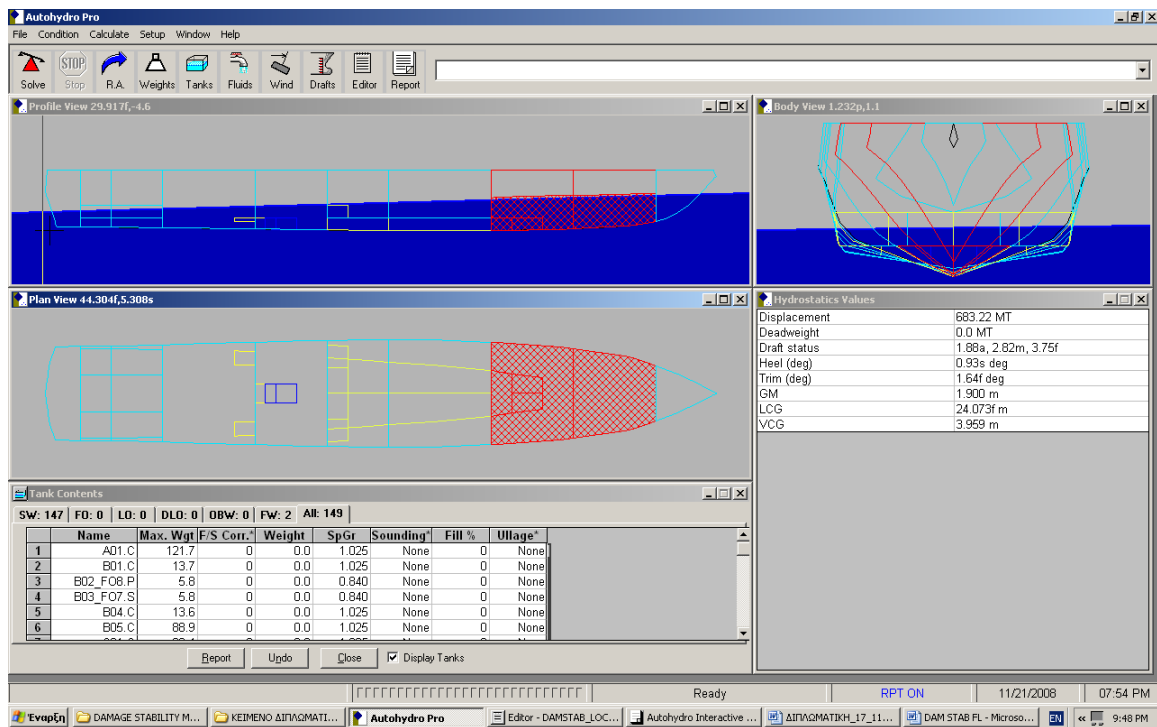 Autohydro Pro
File Condition Calculate Setup Window Help
Solve Stop R.A. Weights Tanks Fluids Wind Drafts Editor Report
Profile View 29.917f,-4.6
Body View 1.232p,1.1
Plan View 44.304f,5.308s
Hydrostatics Values
Displacement 683.22 MT
Deadweight 0.0 MT
Draft status 1.88a, 2.82m, 3.75f
Heel (deg) 0.93s deg
Trim (deg) 1.64f deg
GM 1.900 m
LCG 24.073f m
VCG 3.959 m
Tank Contents
SW: 147 FO: 0 LO: 0 DLO: 0 OBW: 0 FW: 2 All: 149
Name Max. Wgt F/S Corr.* Weight SpGr Sounding* Fill % Ullage*
1 A01.C 121.7 0 0.0 1.025 None 0 None
2 B01.C 13.7 0 0.0 1.025 None 0 None
3 B02_FO8.P 5.8 0 0.0 0.840 None 0 None
4 B03_FO7.S 5.8 0 0.0 0.840 None 0 None
5 B04.C 13.6 0 0.0 1.025 None 0 None
6 B05.C 88.9 0 0.0 1.025 None 0 None
Report Undo Close Display Tanks
Ready RPT ON 11/21/2008 07:54 PM
Έναρξη DAMAGE STABILITY M... ΚΕΙΜΕΝΟ ΔΙΠΛΩΜΑΤΙ... Autohydro Pro Editor - DAMSTAB_LOC... Autohydro Interactive ... ΔΙΠΛΩΜΑΤΙΚΗ_17_11... DAM STAB FL - Microso... EN « 9:48 PM